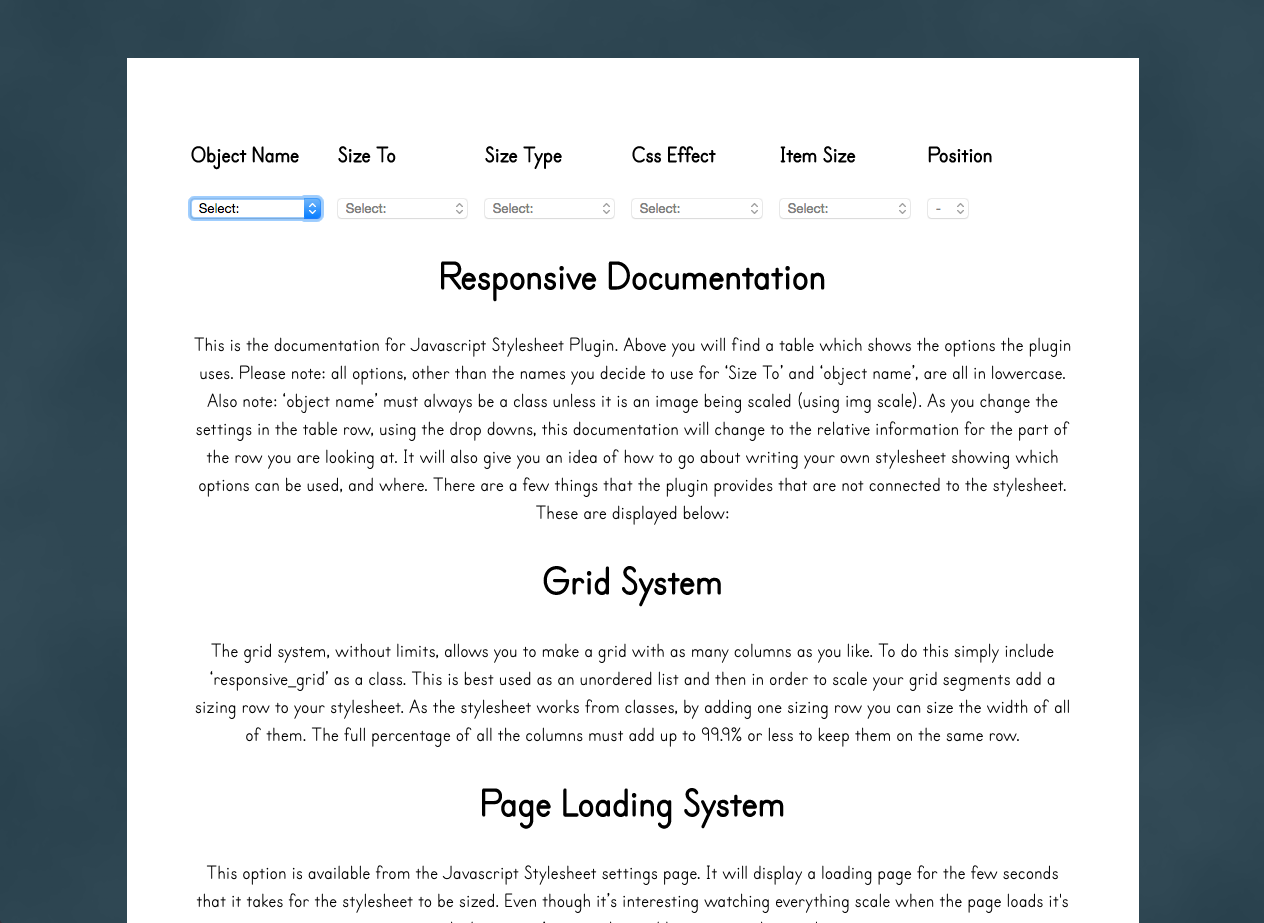 Object Name Size To Size Type Css Effect Item Size Position
Select: Select: Select: Select: Select: -
Responsive Documentation
This is the documentation for Javascript Stylesheet Plugin. Above you will find a table which shows the options the plugin
uses. Please note: all options, other than the names you decide to use for ‘Size To’ and ‘object name’, are all in lowercase.
Also note: ‘object name’ must always be a class unless it is an image being scaled (using img scale). As you change the
settings in the table row, using the drop downs, this documentation will change to the relative information for the part of
the row you are looking at. It will also give you an idea of how to go about writing your own stylesheet showing which
options can be used, and where. There are a few things that the plugin provides that are not connected to the stylesheet.
These are displayed below:
Grid System
The grid system, without limits, allows you to make a grid with as many columns as you like. To do this simply include
‘responsive_grid’ as a class. This is best used as an unordered list and then in order to scale your grid segments add a
sizing row to your stylesheet. As the stylesheet works from classes, by adding one sizing row you can size the width of all
of them. The full percentage of all the columns must add up to 99.9% or less to keep them on the same row.
Page Loading System
This option is available from the Javascript Stylesheet settings page. It will display a loading page for the few seconds
that it takes for the stylesheet to be sized. Even though it’s interesting watching everything scale when the page loads it's